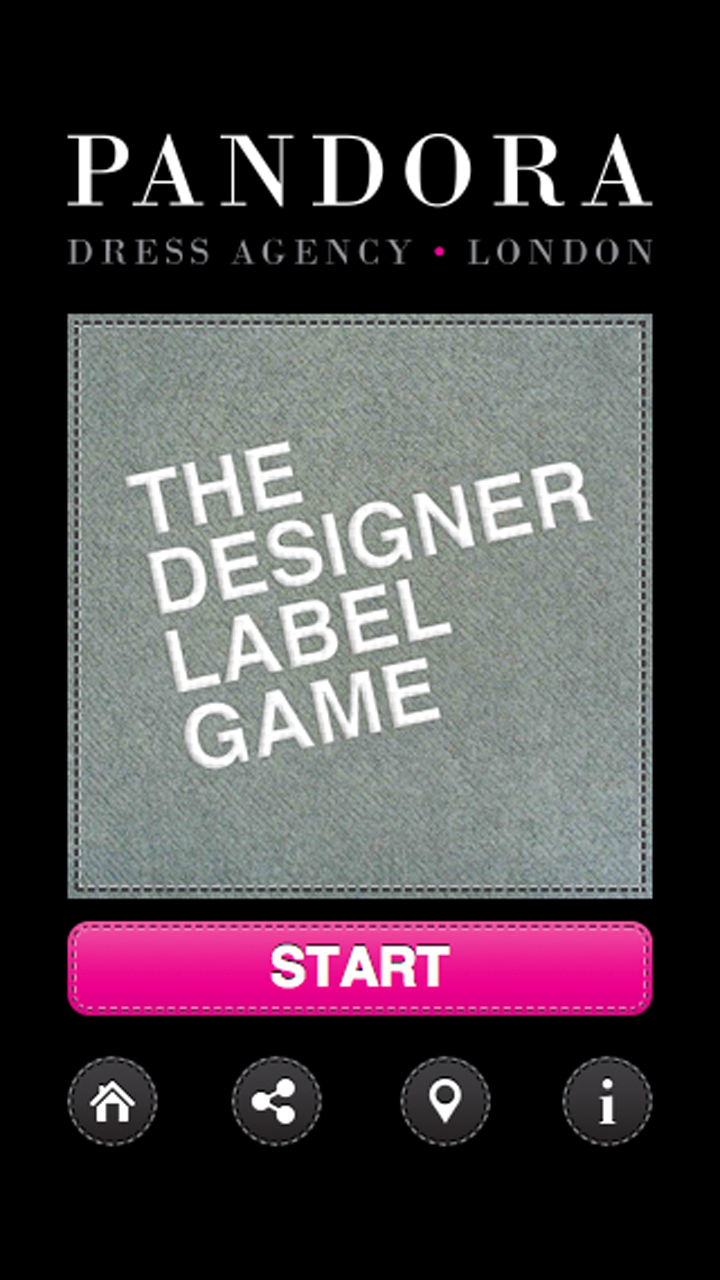 PANDORA
DRESS AGENCY • LONDON
THE
DESIGNER
LABEL
GAME
START